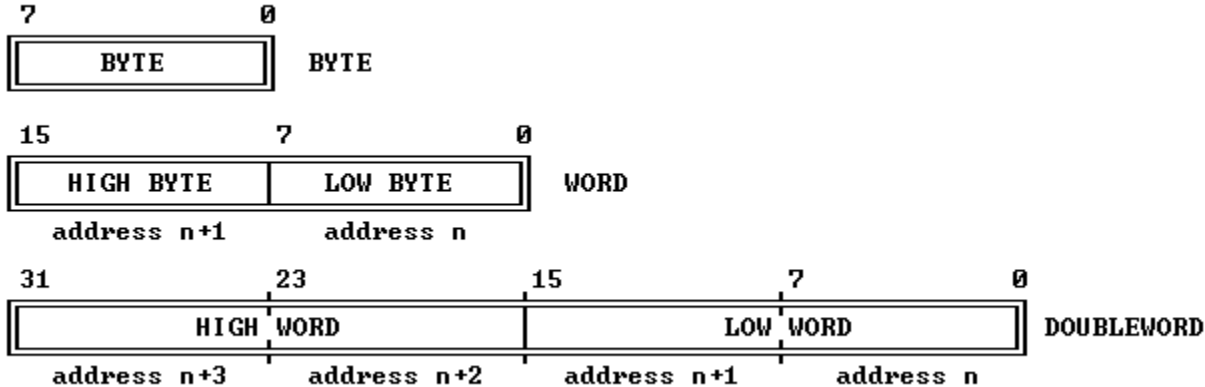 7 0
BYTE BYTE
15 7 0
HIGH BYTE LOW BYTE WORD
address n+1 address n
31 23 15 7 0
HIGH WORD LOW WORD DOUBLEWORD
address n+3 address n+2 address n+1 address n